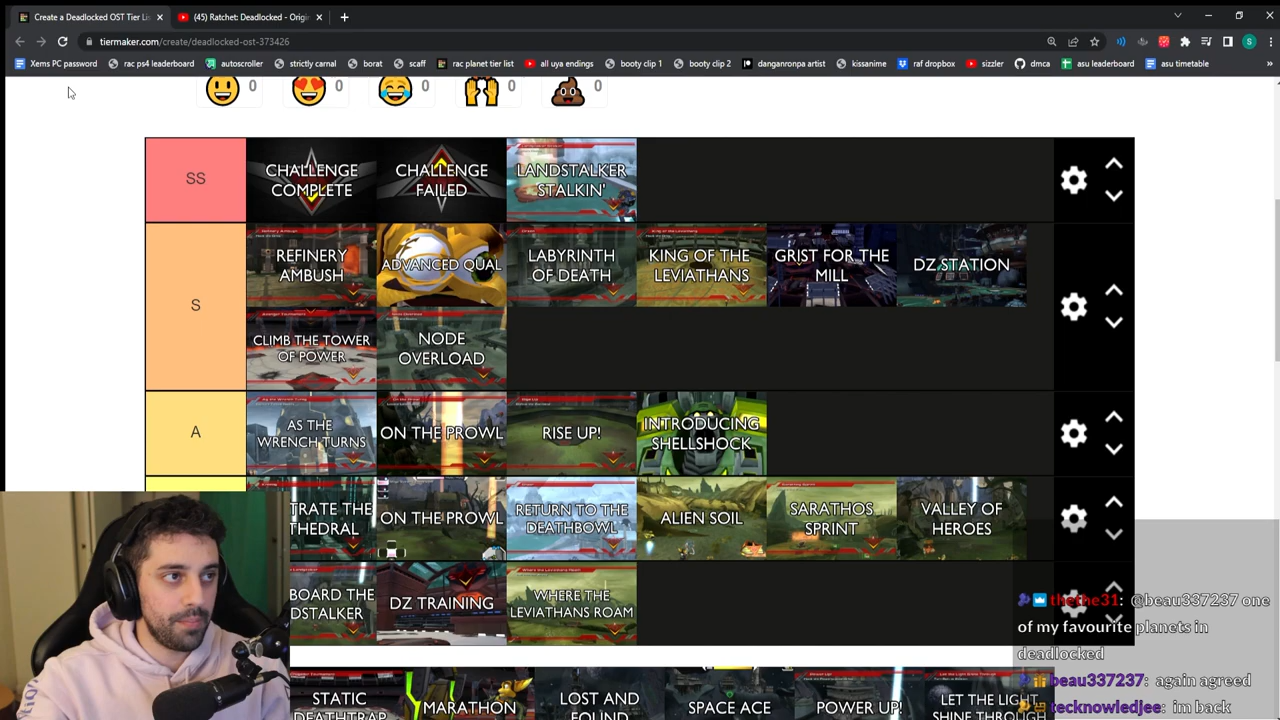 Create a Deadlocked OST Tier Lis
(45) Ratchet: Deadlocked - Origin
tiermaker.com/create/deadlocked-ost-373426
Xems PC password
rac ps4 leaderboard
autoscroller
strictly carnal
borat
scaff
rac planet tier list
all uya endings
booty clip 1
booty clip 2
danganronpa artist
kissanime
raf dropbox
sizzler
dmca
asu leaderboard
asu timetable
0
0
0
0
0
SS
CHALLENGE
COMPLETE
CHALLENGE
FAILED
LANDSTALKER
STALKIN'
S
REFINERY
AMBUSH
ADVANCED QUAL
LABYRINTH
OF DEATH
KING OF THE
LEVIATHANS
GRIST FOR THE
MILL
DZ STATION
CLIMB THE TOWER
OF POWER
NODE
OVERLOAD
A
AS THE
WRENCH TURNS
ON THE PROWL
RISE UP!
INTRODUCING
SHELLSHOCK
TRATE THE
THEDRAL
ON THE PROWL
RETURN TO THE
DEATHBOWL
ALIEN SOIL
SARATHOS
SPRINT
VALLEY OF
HEROES
BOARD THE
DSTALKER
DZ TRAINING
WHERE THE
LEVIATHANS ROAM
STATIC
DEATHTRAP
MARATHON
LOST AND
FOUND
SPACE ACE
POWER UP!
LET THE LIGHT
SHINE THROUGH
thethe31: @beau337237 one
of my favourite planets in
deadlocked
beau337237: again agreed
tecknowledjee: im back